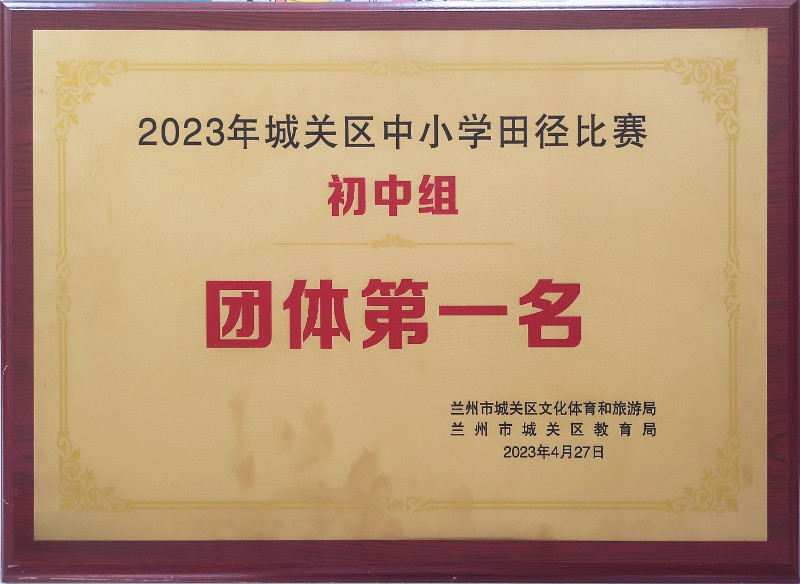 2023年城关区中小学田径比赛
初中组
团体第一名
兰州市城关区文化体育和旅游局
兰州市城关区教育局
2023年4月27日